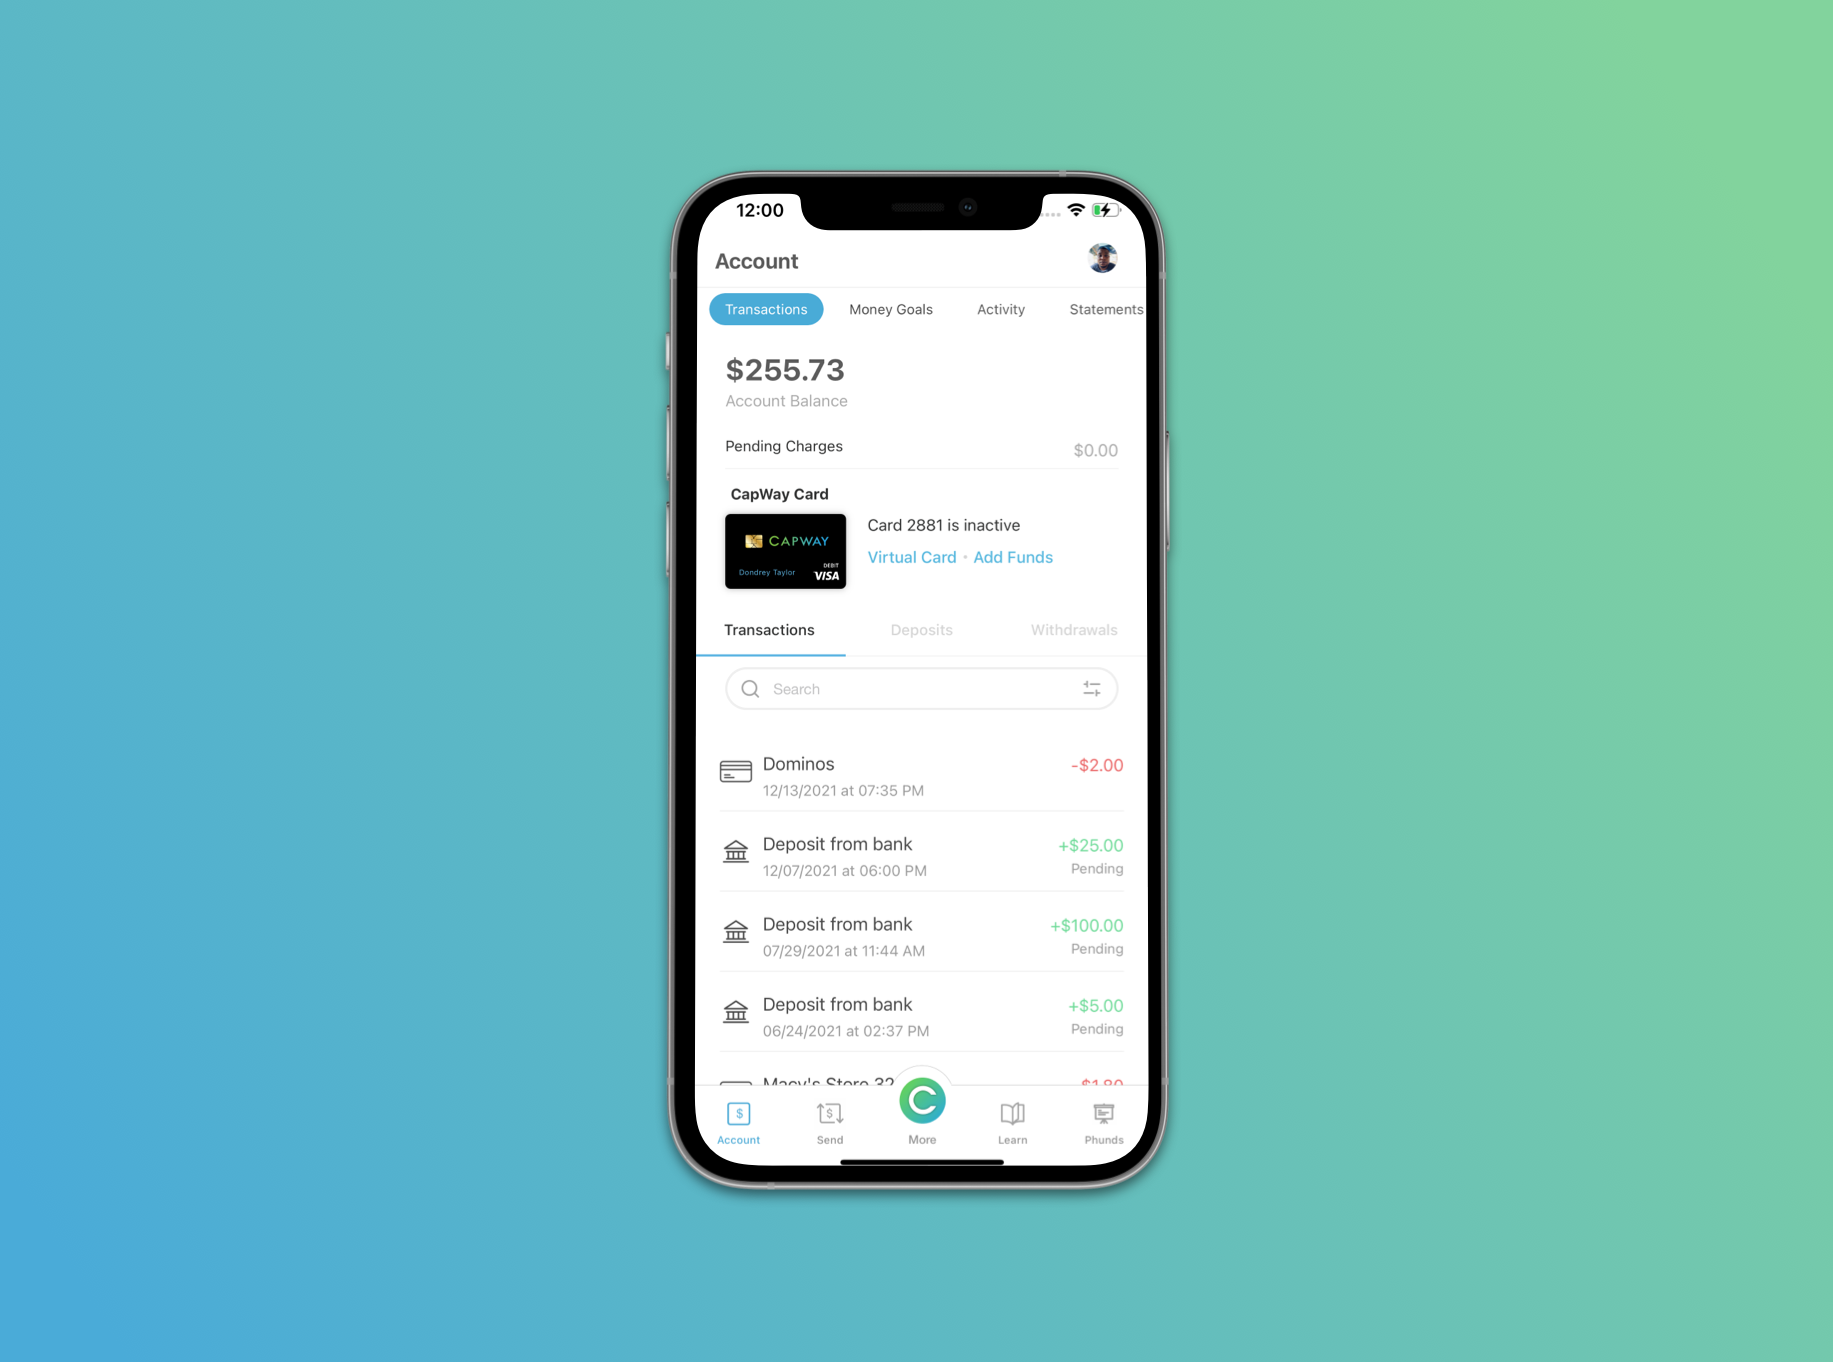 12:00
Account
Transactions Money Goals Activity Statements
$255.73
Account Balance
Pending Charges $0.00
CapWay Card
CAPWAY
Dondrey Taylor
DEBIT
VISA
Card 2881 is inactive
Virtual Card • Add Funds
Transactions Deposits Withdrawals
Search
Dominos -$2.00
12/13/2021 at 07:35 PM
Deposit from bank +$25.00
12/07/2021 at 06:00 PM Pending
Deposit from bank +$100.00
07/29/2021 at 11:44 AM Pending
Deposit from bank +$5.00
06/24/2021 at 02:37 PM Pending
Macy's Store 32 $1.80
$ Account
$ Send
C More
Learn
Phunds